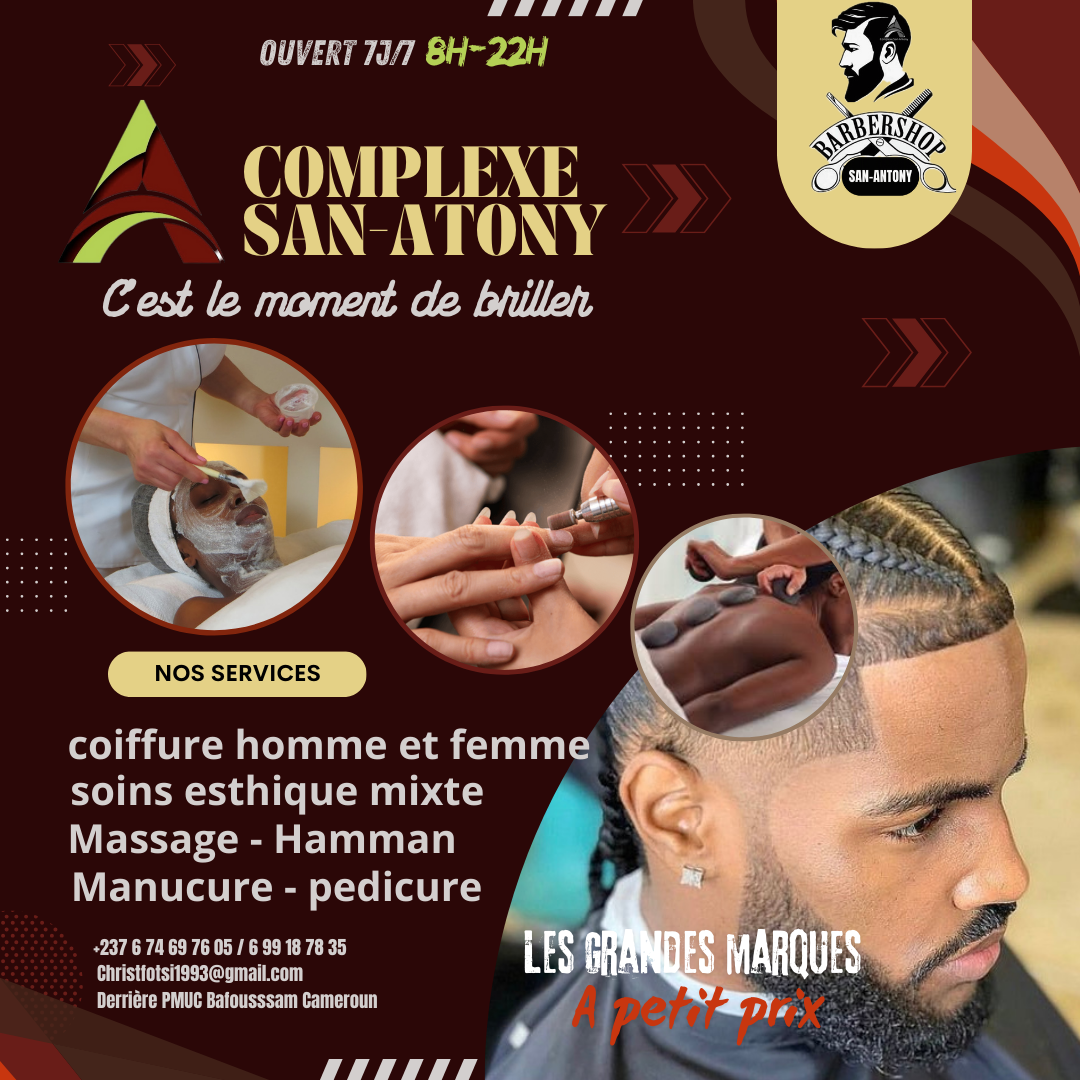 OUVERT 7J/7 8H-22H
BARBERSHOP
SAN-ANTONY
COMPLEXE
SAN-ATONY
C'est le moment de briller
NOS SERVICES
coiffure homme et femme
soins esthique mixte
Massage - Hamman
Manucure - pedicure
+237 6 74 69 76 05 / 6 99 18 78 35
Christfotsi1993@gmail.com
Derrière PMUC Bafousssam Cameroun
LES GRANDES MARQUES
A petit prix